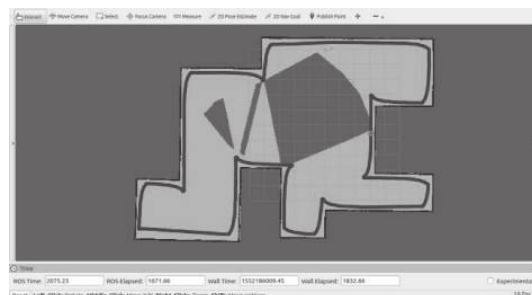 Interact Move Camera Select Focus Camera Measure 2D Pose Estimate 2D Nav Goal Publish Point
Time
ROS Time: 2075.23 ROS Elapsed: 1871.66 Wall Time: 1552186009.45 Wall Elapsed: 1832.66 Experimental